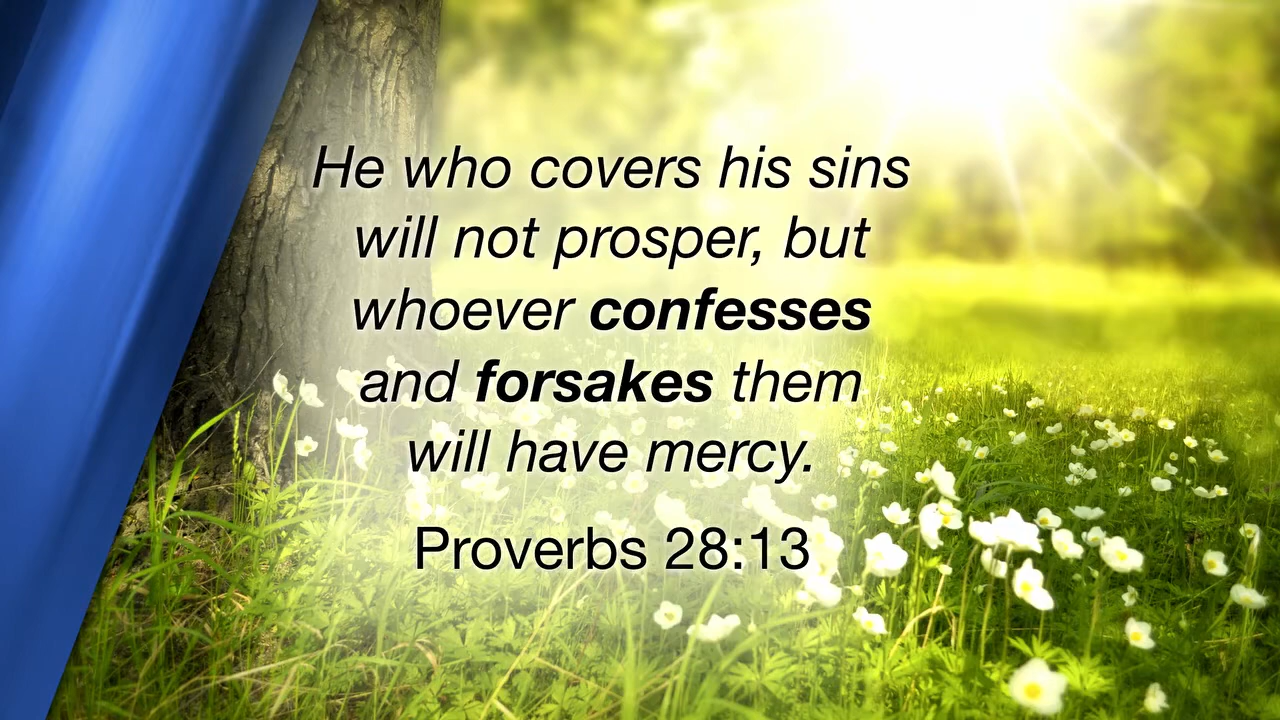 He who covers his sins
will not prosper, but
whoever confesses
and forsakes them
will have mercy.
Proverbs 28:13